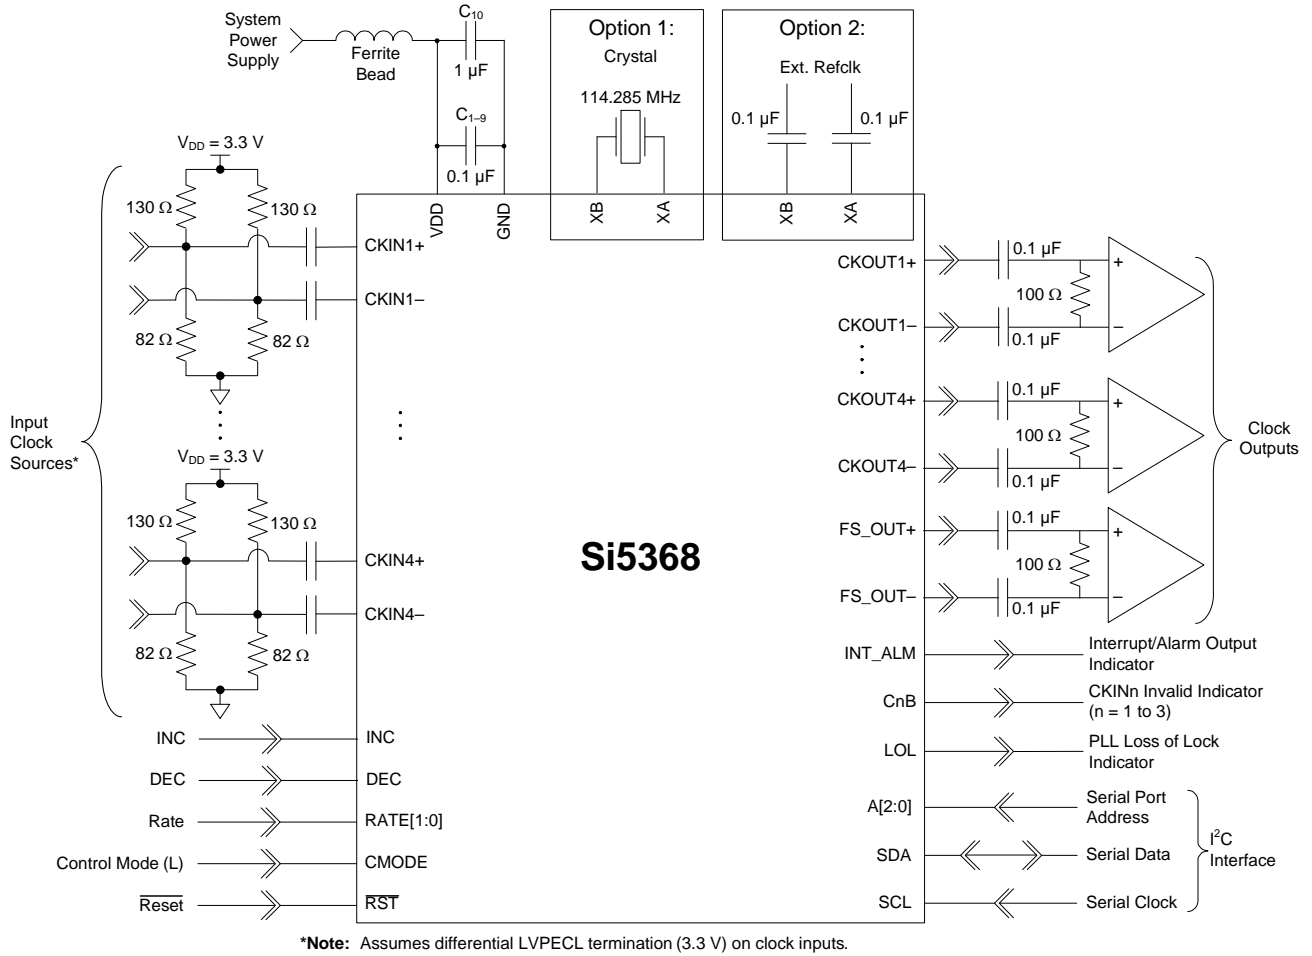 System
Power
Supply
Ferrite
Bead
C10
1 µF
C1–9
0.1 µF
Option 1:
Crystal
114.285 MHz
XB
XA
Option 2:
Ext. Refclk
0.1 µF
0.1 µF
XB
XA
VDD
GND
VDD = 3.3 V
130 Ω
130 Ω
82 Ω
82 Ω
CKIN1+
CKIN1–
Input
Clock
Sources*
VDD = 3.3 V
130 Ω
130 Ω
82 Ω
82 Ω
CKIN4+
CKIN4–
INC
INC
DEC
DEC
Rate
RATE[1:0]
Control Mode (L)
CMODE
Reset
RST
Si5368
CKOUT1+
0.1 µF
+
100 Ω
CKOUT1–
0.1 µF
–
CKOUT4+
0.1 µF
+
100 Ω
CKOUT4–
0.1 µF
–
FS_OUT+
0.1 µF
+
100 Ω
FS_OUT–
0.1 µF
–
Clock
Outputs
INT_ALM
Interrupt/Alarm Output
Indicator
CnB
CKINn Invalid Indicator
(n = 1 to 3)
LOL
PLL Loss of Lock
Indicator
A[2:0]
Serial Port
Address
SDA
Serial Data
SCL
Serial Clock
I²C
Interface
*Note: Assumes differential LVPECL termination (3.3 V) on clock inputs.